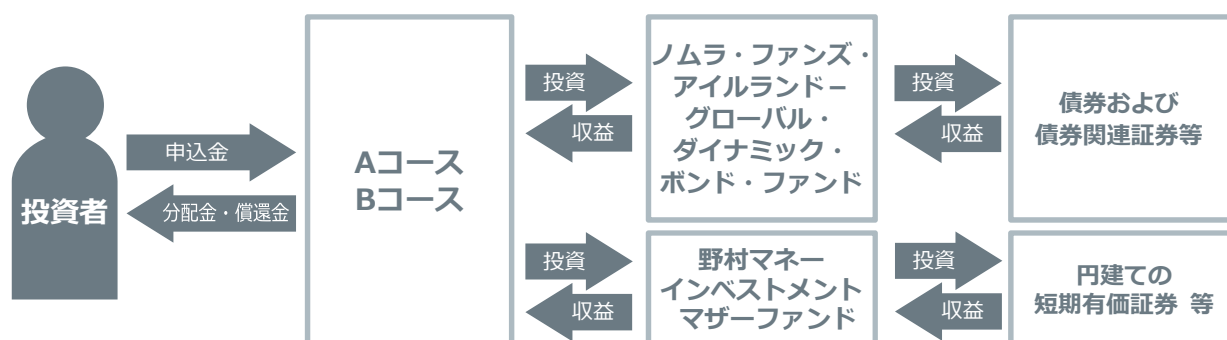 投資者
申込金
分配金・償還金
Aコース
Bコース
投資
収益
ノムラ・ファンズ・
アイルランド－
グローバル・
ダイナミック・
ボンド・ファンド
投資
収益
債券および
債券関連証券等
投資
収益
野村マネー
インベストメント
マザーファンド
投資
収益
円建ての
短期有価証券 等